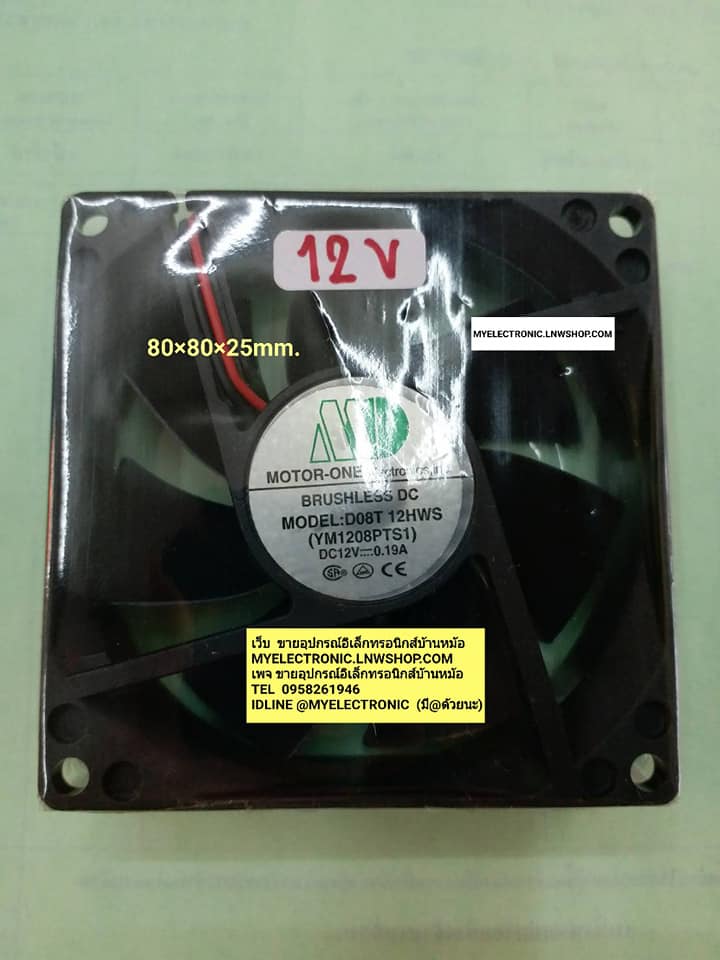 12V
MYELECTRONIC.LNWSHOP.COM
80×80×25mm.
MOTOR-ONE Electronics, Inc.
BRUSHLESS DC
MODEL:D08T 12HWS
(YM1208PTS1)
DC12V⎓0.19A
CE
เว็บ ขายอุปกรณ์อิเล็กทรอนิกส์บ้านหม้อ
MYELECTRONIC.LNWSHOP.COM
เพจ ขายอุปกรณ์อิเล็กทรอนิกส์บ้านหม้อ
TEL 0958261946
IDLINE @MYELECTRONIC (มี@ด้วยนะ)